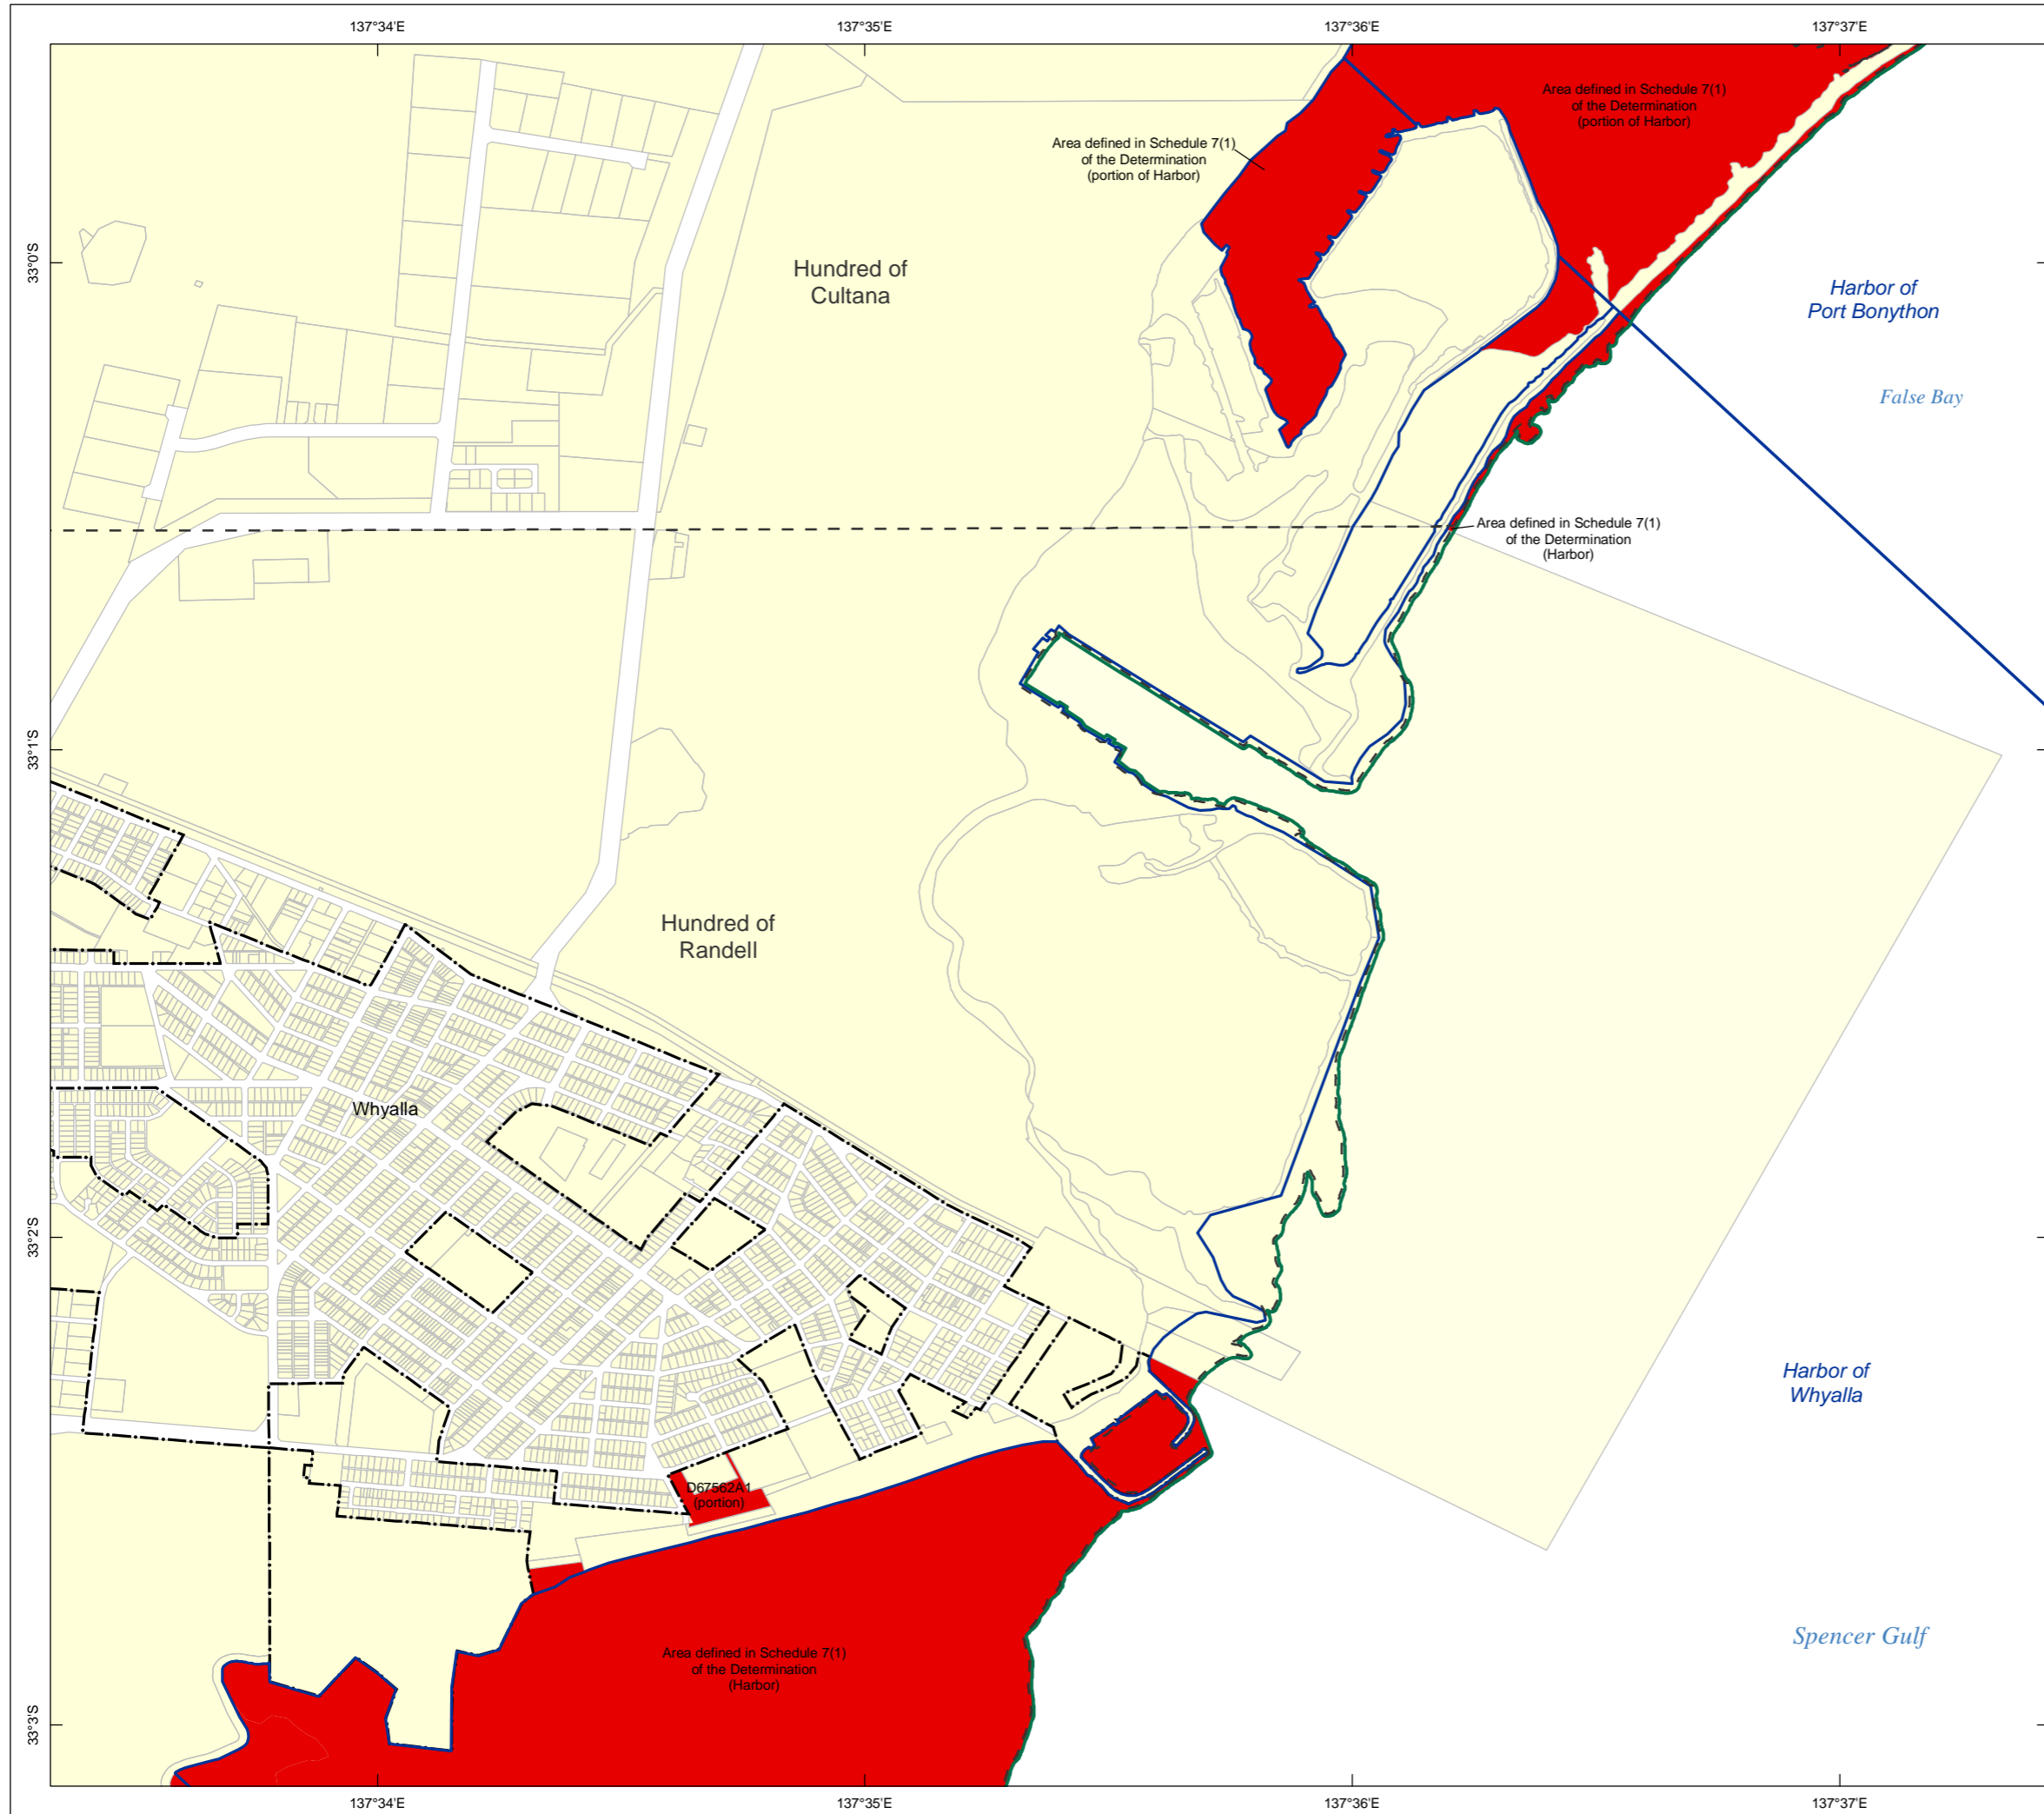 137°34'E
137°35'E
137°36'E
137°37'E
Area defined in Schedule 7(1)
of the Determination
(portion of Harbor)
Area defined in Schedule 7(1)
of the Determination
(portion of Harbor)
33°0'S
Hundred of
Cultana
Harbor of
Port Bonython
False Bay
Area defined in Schedule 7(1)
of the Determination
(Harbor)
33°1'S
Hundred of
Randell
Whyalla
33°2'S
Harbor of
Whyalla
D67562A1
(portion)
Spencer Gulf
Area defined in Schedule 7(1)
of the Determination
(Harbor)
33°3'S
137°34'E
137°35'E
137°36'E
137°37'E